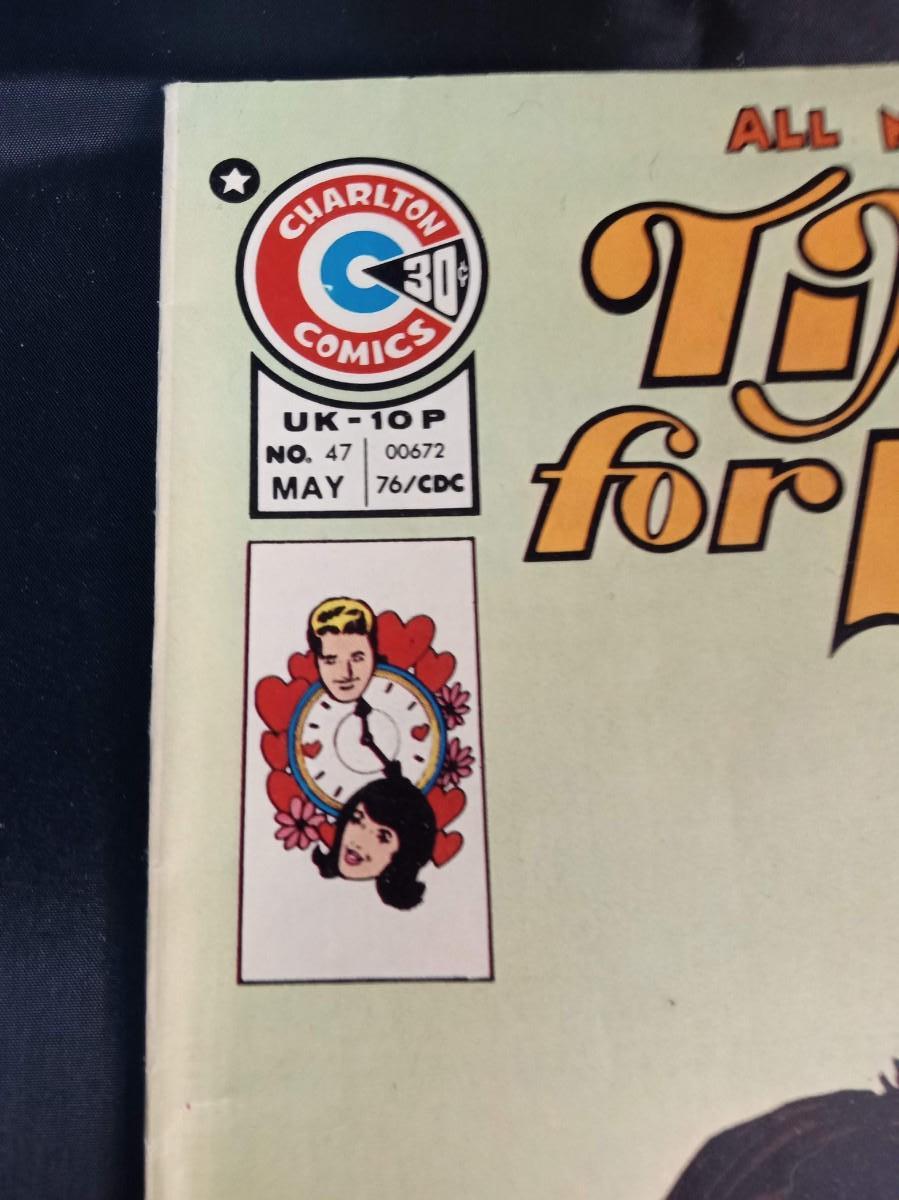 ALL
CHARLTON
30¢
COMICS
UK-10P
NO. 47
00672
MAY
76/CDC
for